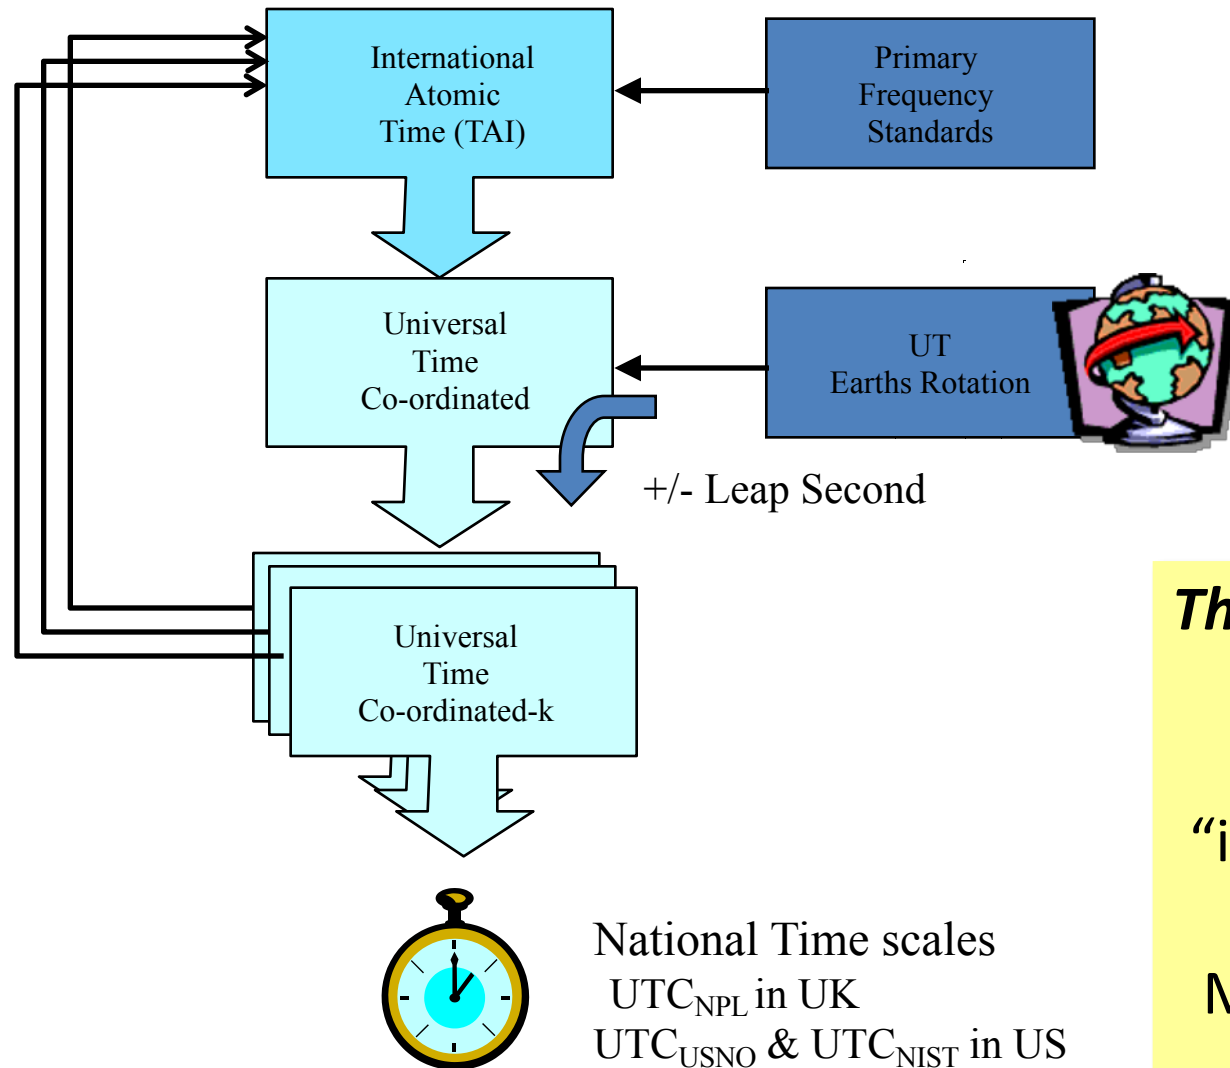 International
Atomic
Time (TAI)
Primary
Frequency
Standards
Universal
Time
Co-ordinated
UT
Earths Rotation
+/- Leap Second
Universal
Time
Co-ordinated-k
National Time scales
UTCNPL in UK
UTCUSNO & UTCNIST in US